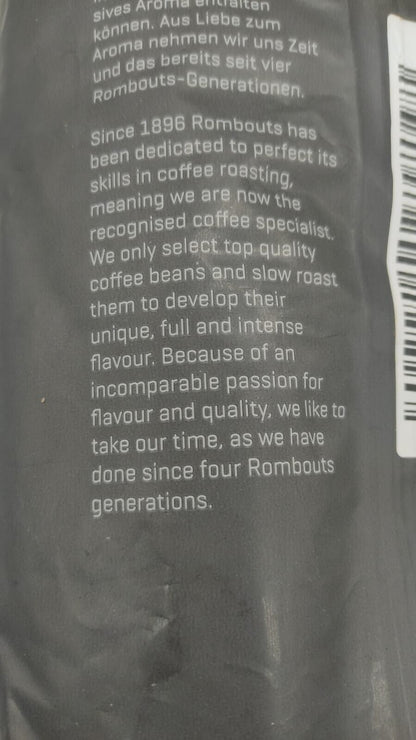 sives Aroma entfalten
können. Aus Liebe zum
Aroma nehmen wir uns Zeit
und das bereits seit vier
Rombouts-Generationen.
Since 1896 Rombouts has
been dedicated to perfect its
skills in coffee roasting,
meaning we are now the
recognised coffee specialist.
We only select top quality
coffee beans and slow roast
them to develop their
unique, full and intense
flavour. Because of an
incomparable passion for
flavour and quality, we like to
take our time, as we have
done since four Rombouts
generations.